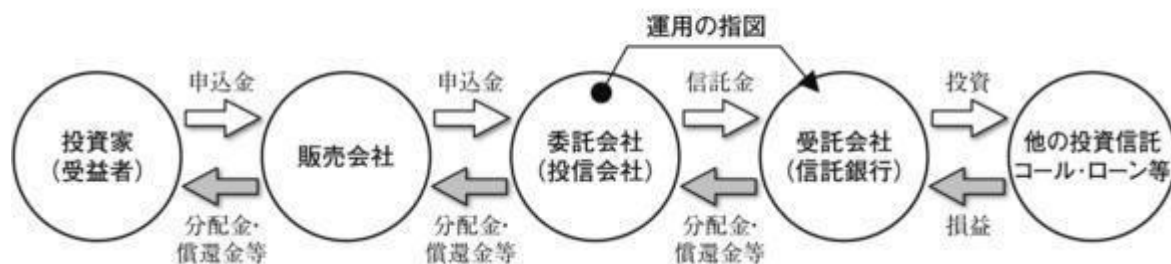 運用の指図
申込金
申込金
信託金
投資
投資家
(受益者)
販売会社
委託会社
(投信会社)
受託会社
(信託銀行)
他の投資信託
コール・ローン等
分配金・
償還金等
分配金・
償還金等
分配金・
償還金等
損益